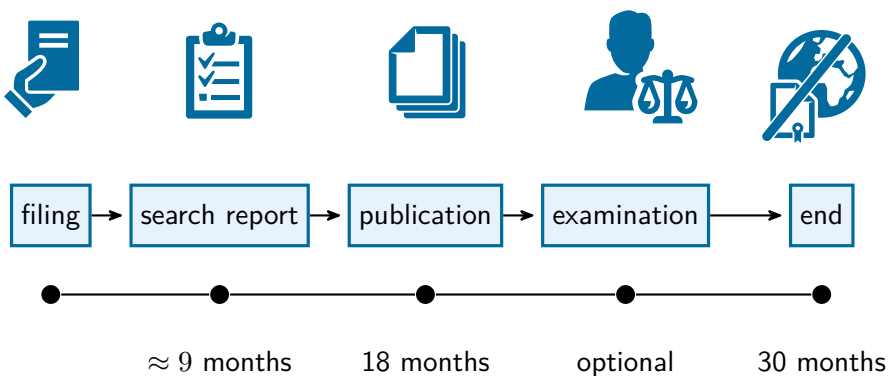 filing search report publication examination end
≈ 9 months 18 months optional 30 months